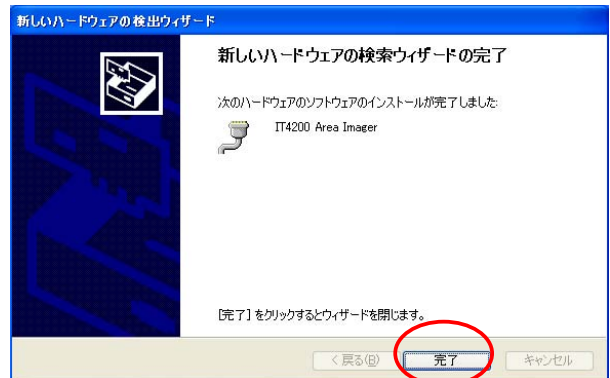 新しいハードウェアの検出ウィザード
新しいハードウェアの検索ウィザードの完了
次のハードウェアのソフトウェアのインストールが完了しました:
IT4200 Area Imager
[完了] をクリックするとウィザードを閉じます。
< 戻る(B) 完了 キャンセル